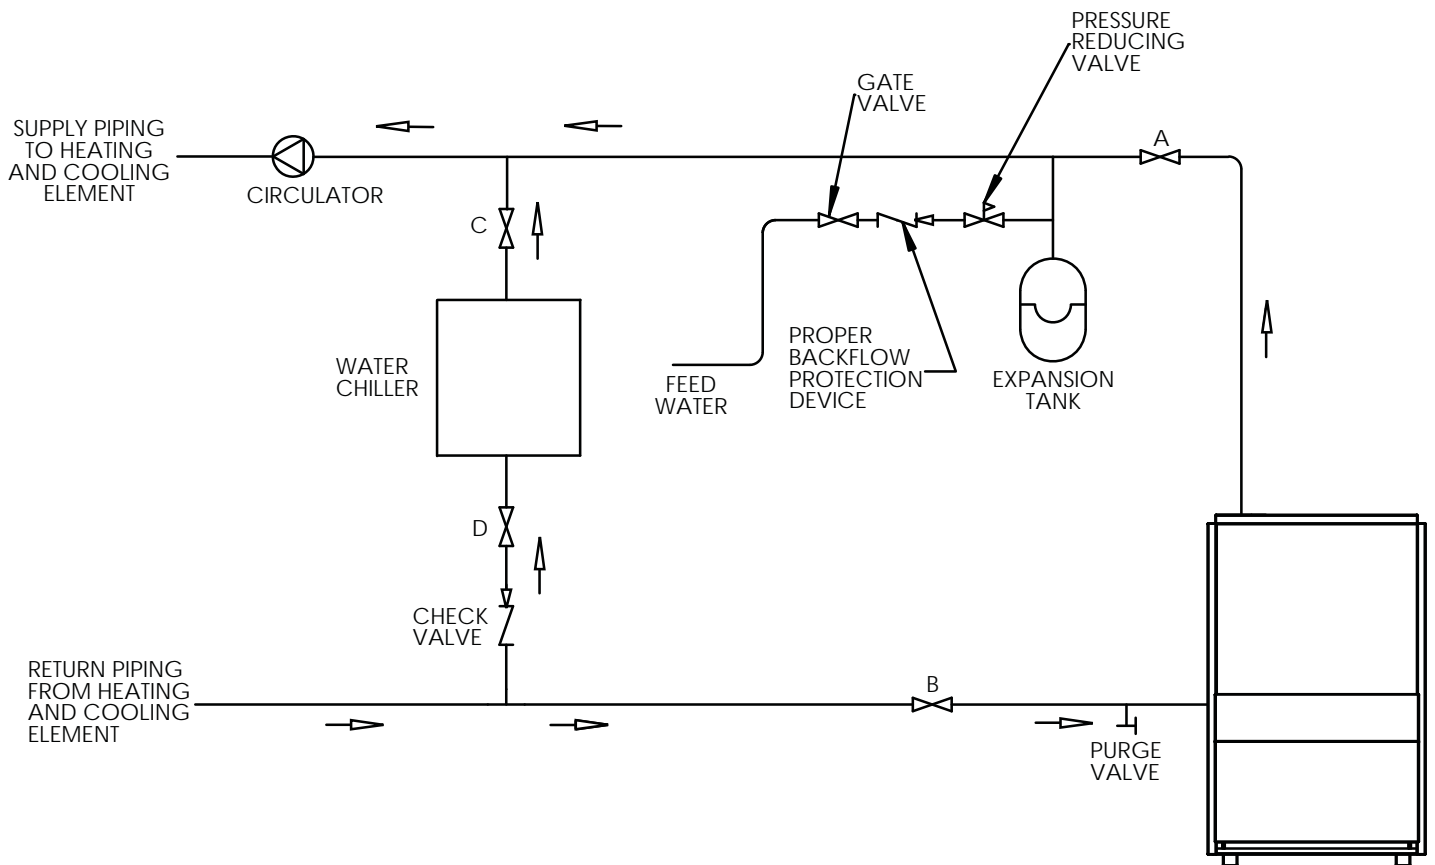 PRESSURE
REDUCING
VALVE
GATE
VALVE
SUPPLY PIPING
TO HEATING
AND COOLING
ELEMENT
CIRCULATOR
A
C
WATER
CHILLER
FEED
WATER
PROPER
BACKFLOW
PROTECTION
DEVICE
EXPANSION
TANK
D
CHECK
VALVE
RETURN PIPING
FROM HEATING
AND COOLING
ELEMENT
B
PURGE
VALVE